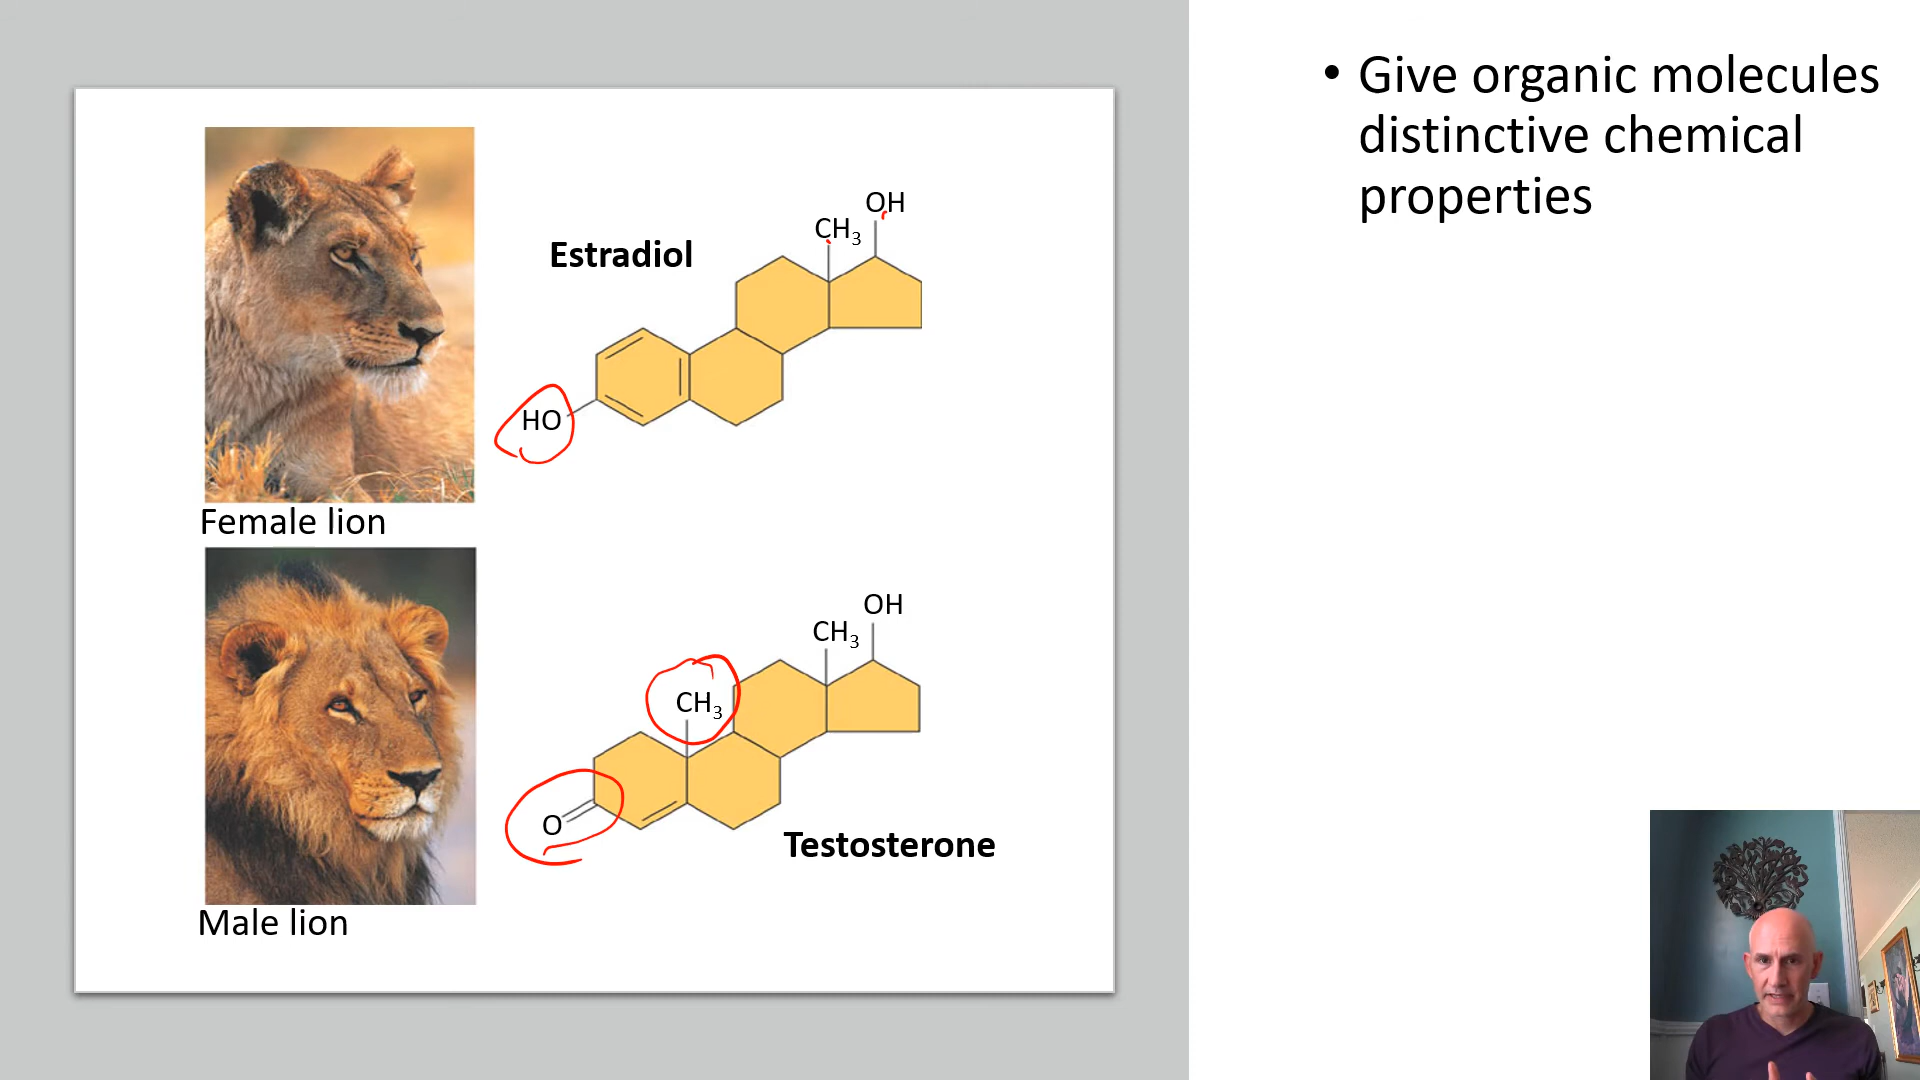 • Give organic molecules
distinctive chemical
properties
Estradiol
OH
CH₃
HO
Female lion
OH
CH₃
CH₃
O
Testosterone
Male lion